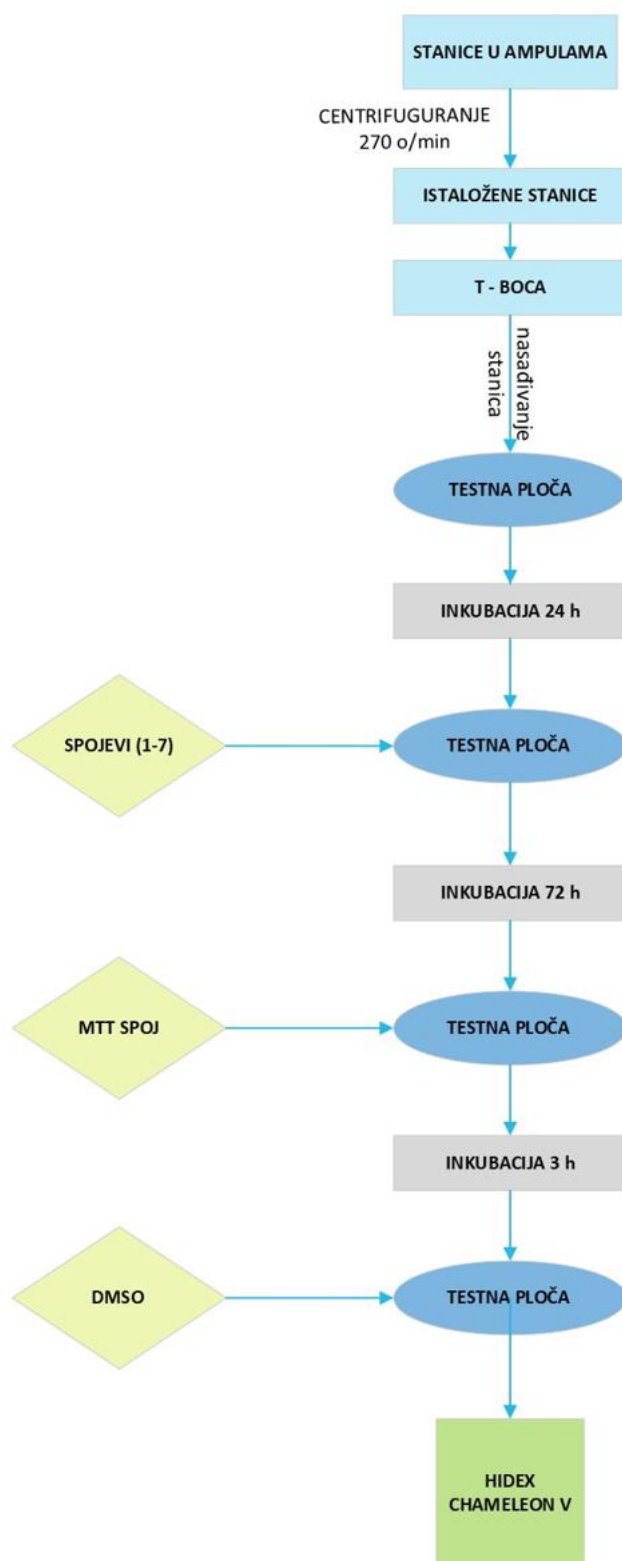 STANICE U AMPULAMA
CENTRIFUGURANJE
270 o/min
ISTALOŽENE STANICE
T - BOCA
nasađivanje
stanica
TESTNA PLOČA
INKUBACIJA 24 h
SPOJEVI (1-7)
TESTNA PLOČA
INKUBACIJA 72 h
MTT SPOJ
TESTNA PLOČA
INKUBACIJA 3 h
DMSO
TESTNA PLOČA
HIDEX
CHAMELEON V